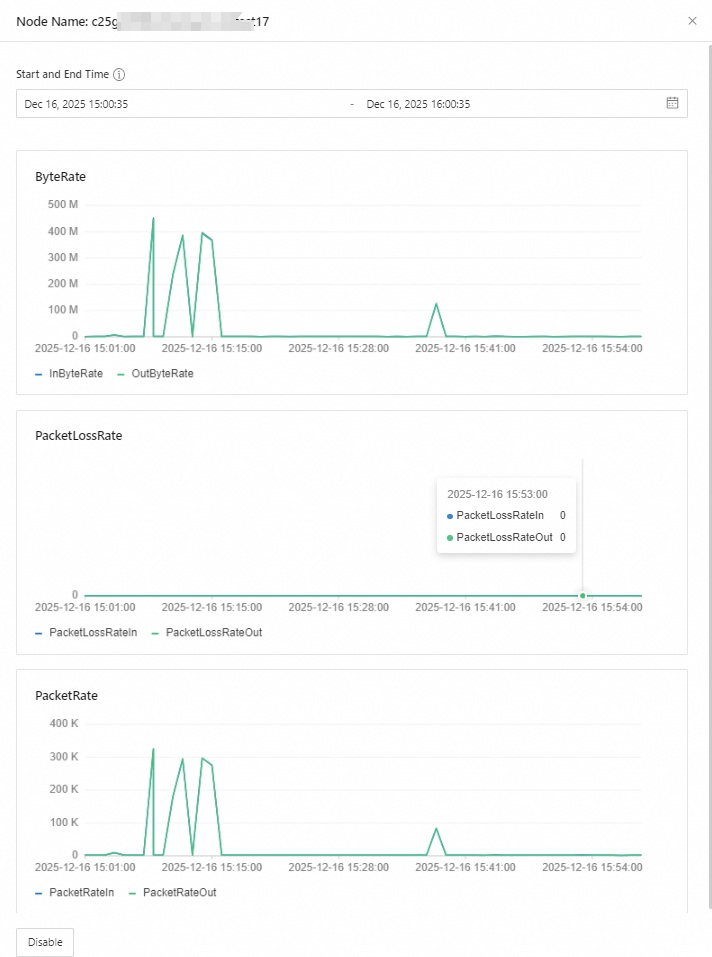 Node Name: c25g 17
Start and End Time
Dec 16, 2025 15:00:35 - Dec 16, 2025 16:00:35
ByteRate
500 M
400 M
300 M
200 M
100 M
0
2025-12-16 15:01:00 2025-12-16 15:15:00 2025-12-16 15:28:00 2025-12-16 15:41:00 2025-12-16 15:54:00
InByteRate OutByteRate
PacketLossRate
2025-12-16 15:53:00
PacketLossRateIn 0
PacketLossRateOut 0
0
2025-12-16 15:01:00 2025-12-16 15:15:00 2025-12-16 15:28:00 2025-12-16 15:41:00 2025-12-16 15:54:00
PacketLossRateIn PacketLossRateOut
PacketRate
400 K
300 K
200 K
100 K
0
2025-12-16 15:01:00 2025-12-16 15:15:00 2025-12-16 15:28:00 2025-12-16 15:41:00 2025-12-16 15:54:00
PacketRateIn PacketRateOut
Disable